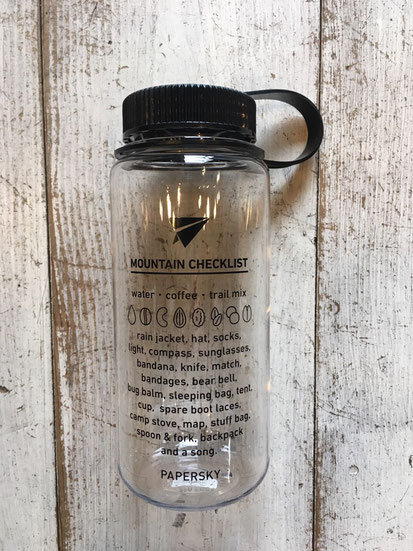 MOUNTAIN CHECKLIST
water • coffee • trail mix
rain jacket, hat, socks,
light, compass, sunglasses,
bandana, knife, match,
bandages, bear bell,
bug balm, sleeping bag, tent,
cup, spare boot laces,
camp stove, map, stuff bag,
spoon & fork, backpack
and a song.
PAPERSKY